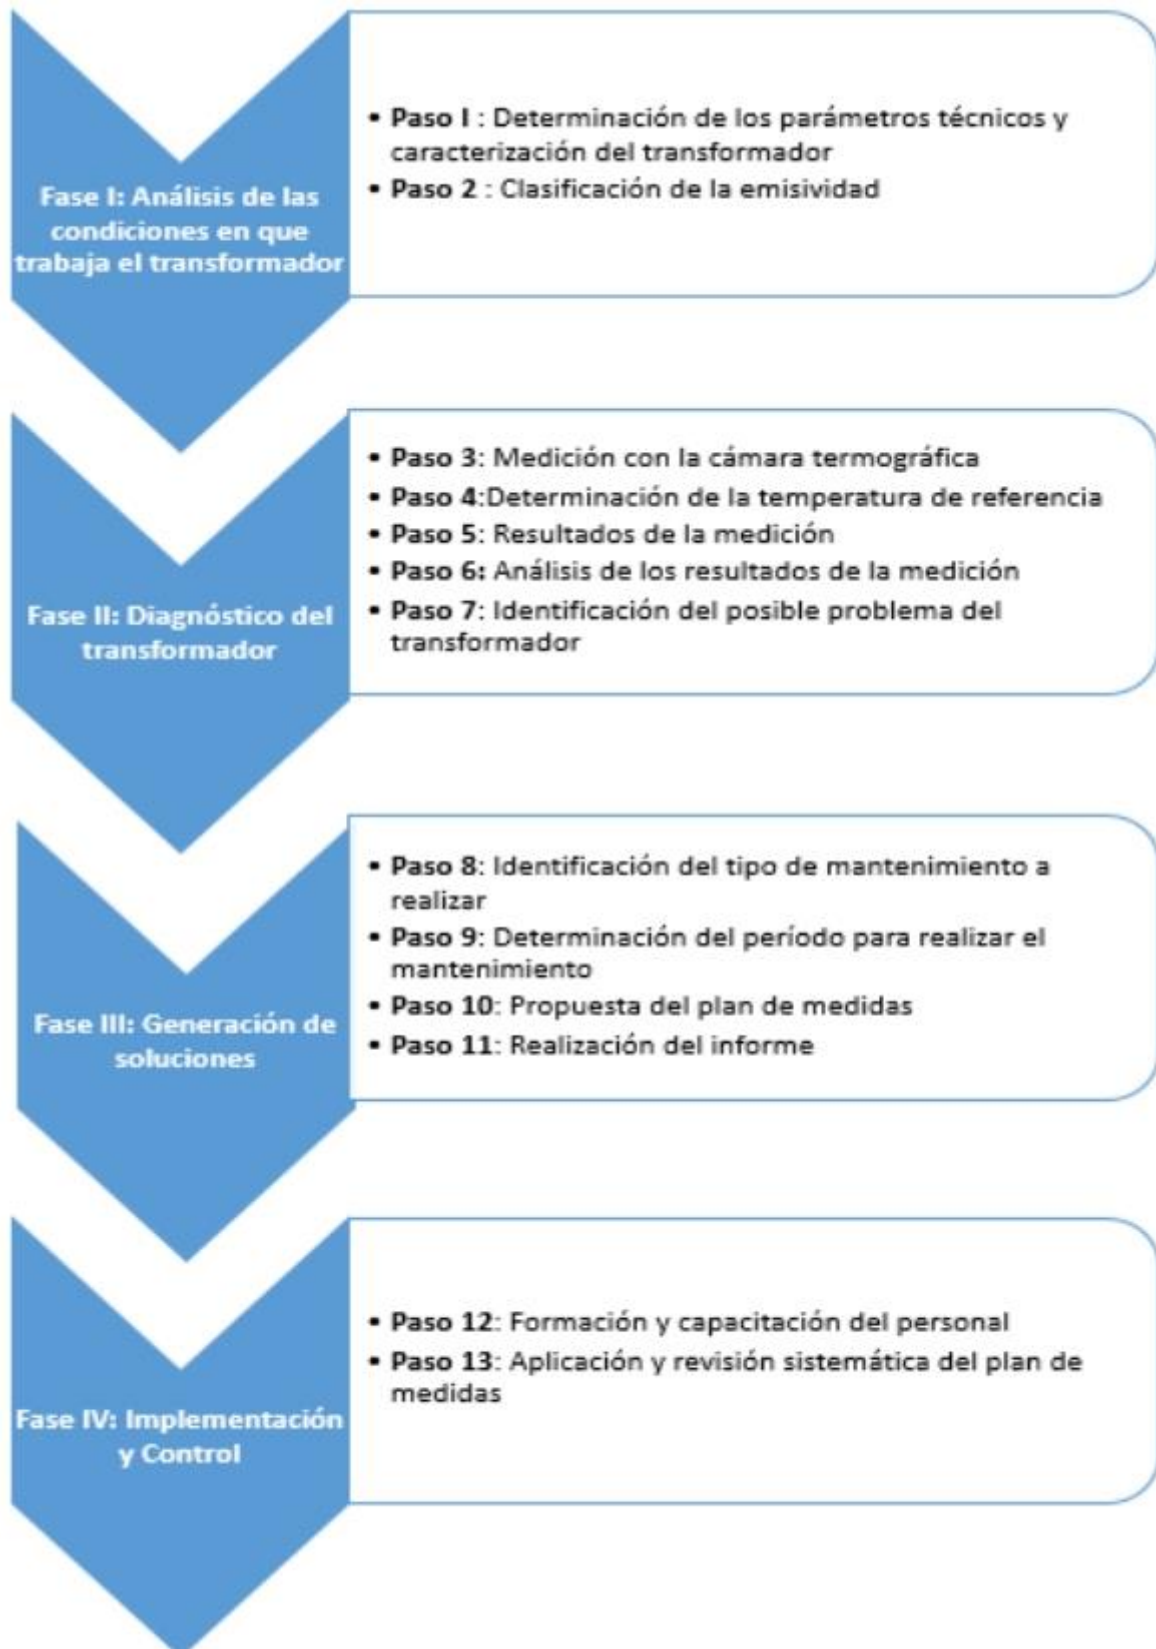 Fase I: Análisis de las
condiciones en que
trabaja el transformador
• Paso I : Determinación de los parámetros técnicos y
caracterización del transformador
• Paso 2 : Clasificación de la emisividad
Fase II: Diagnóstico del
transformador
• Paso 3: Medición con la cámara termográfica
• Paso 4:Determinación de la temperatura de referencia
• Paso 5: Resultados de la medición
• Paso 6: Análisis de los resultados de la medición
• Paso 7: Identificación del posible problema del
transformador
Fase III: Generación de
soluciones
• Paso 8: Identificación del tipo de mantenimiento a
realizar
• Paso 9: Determinación del período para realizar el
mantenimiento
• Paso 10: Propuesta del plan de medidas
• Paso 11: Realización del informe
Fase IV: Implementación
y Control
• Paso 12: Formación y capacitación del personal
• Paso 13: Aplicación y revisión sistemática del plan de
medidas